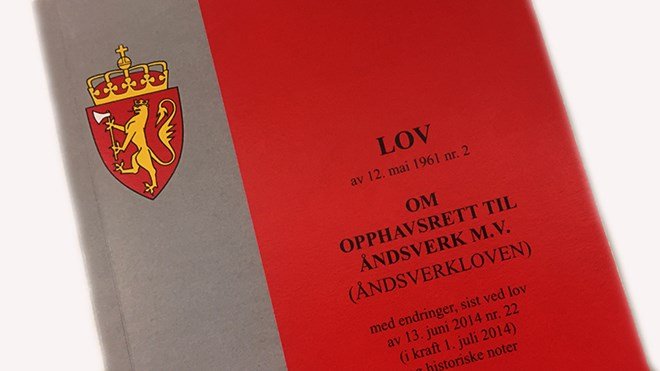 LOV
av 12. mai 1961 nr. 2
OM
OPPHAVSRETT TIL
ÅNDSVERK M.V.
(ÅNDSVERKLOVEN)
med endringer, sist ved lov
av 13. juni 2014 nr. 22
(i kraft 1. juli 2014)
historiske noter